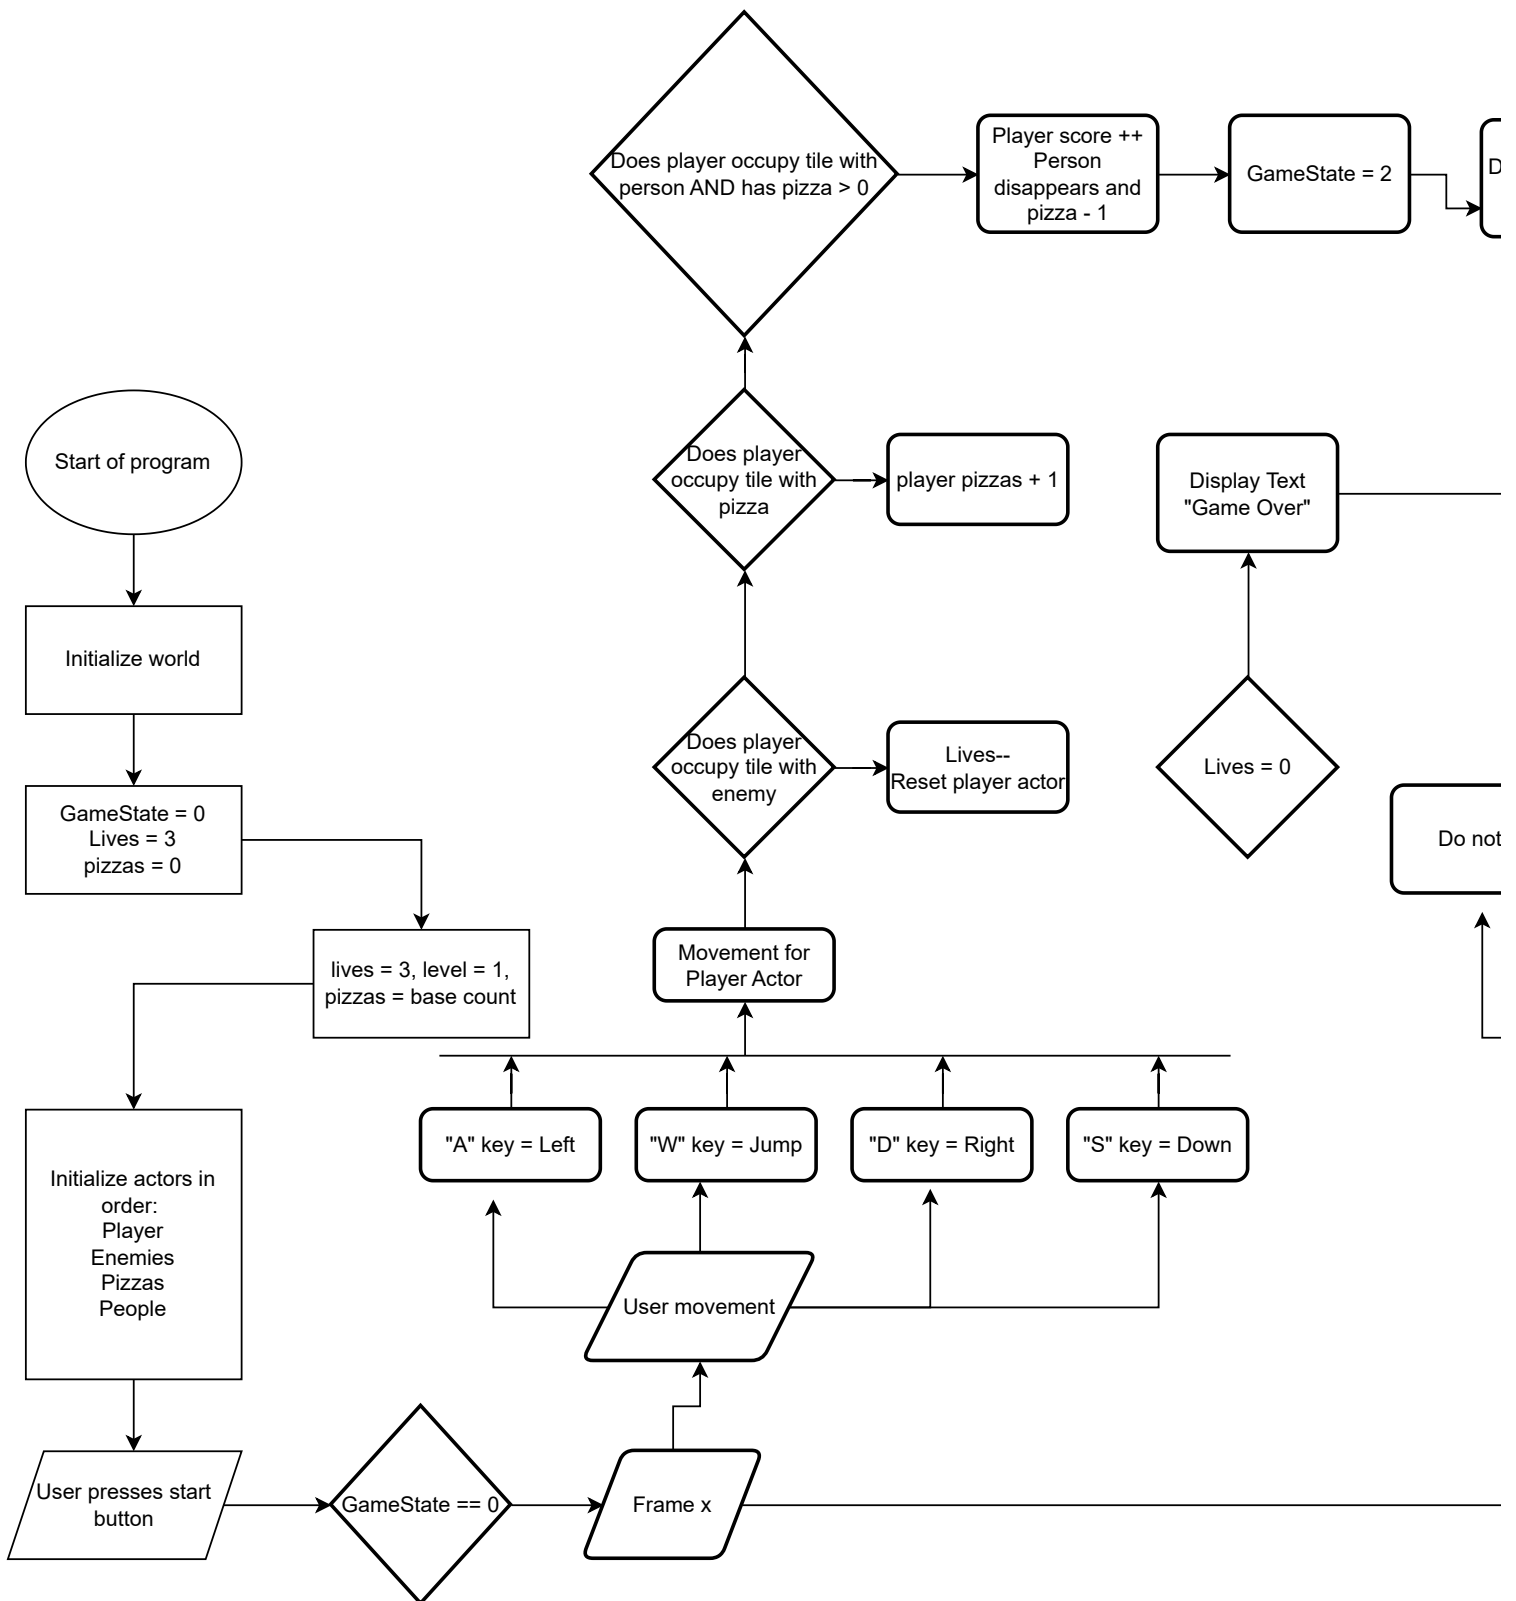 Does player occupy tile with
person AND has pizza > 0
Player score ++
Person
disappears and
pizza - 1
GameState = 2
D
Start of program
Does player
occupy tile with
pizza
player pizzas + 1
Display Text
"Game Over"
Initialize world
Does player
occupy tile with
enemy
Lives--
Reset player actor
Lives = 0
GameState = 0
Lives = 3
pizzas = 0
Do not
Movement for
Player Actor
lives = 3, level = 1,
pizzas = base count
"A" key = Left
"W" key = Jump
"D" key = Right
"S" key = Down
Initialize actors in
order:
Player
Enemies
Pizzas
People
User movement
User presses start
button
GameState == 0
Frame x